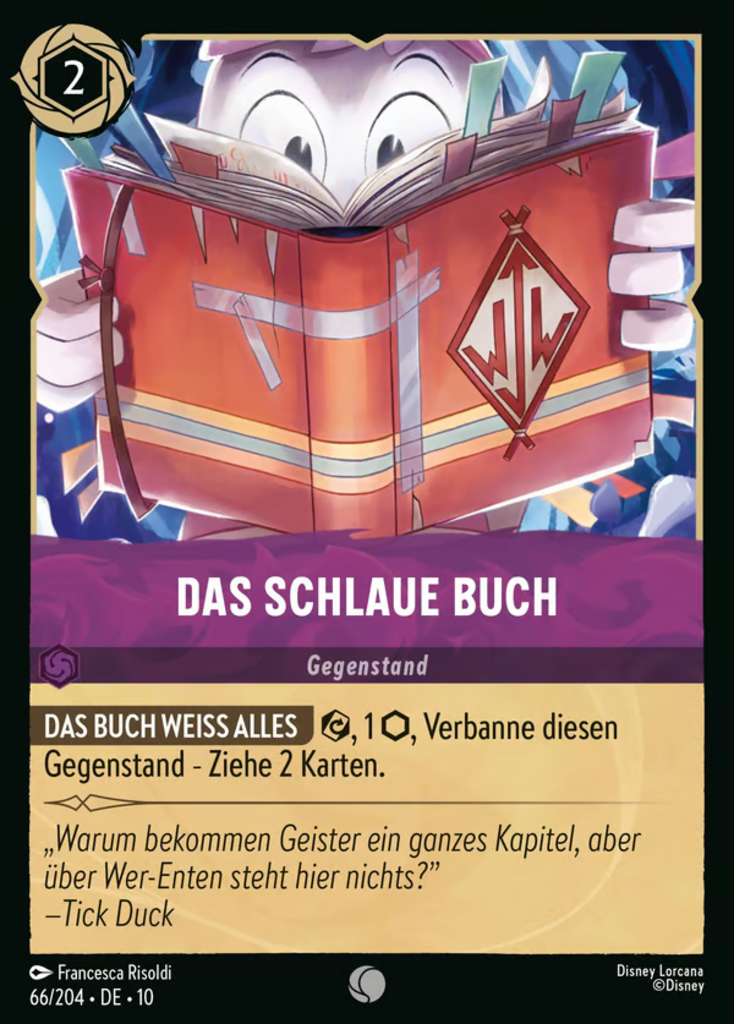 2
WJW
DAS SCHLAUE BUCH
Gegenstand
DAS BUCH WEISS ALLES , 1 , Verbanne diesen
Gegenstand - Ziehe 2 Karten.
„Warum bekommen Geister ein ganzes Kapitel, aber
über Wer-Enten steht hier nichts?”
–Tick Duck
Francesca Risoldi
Disney Lorcana
66/204 • DE • 10
©Disney